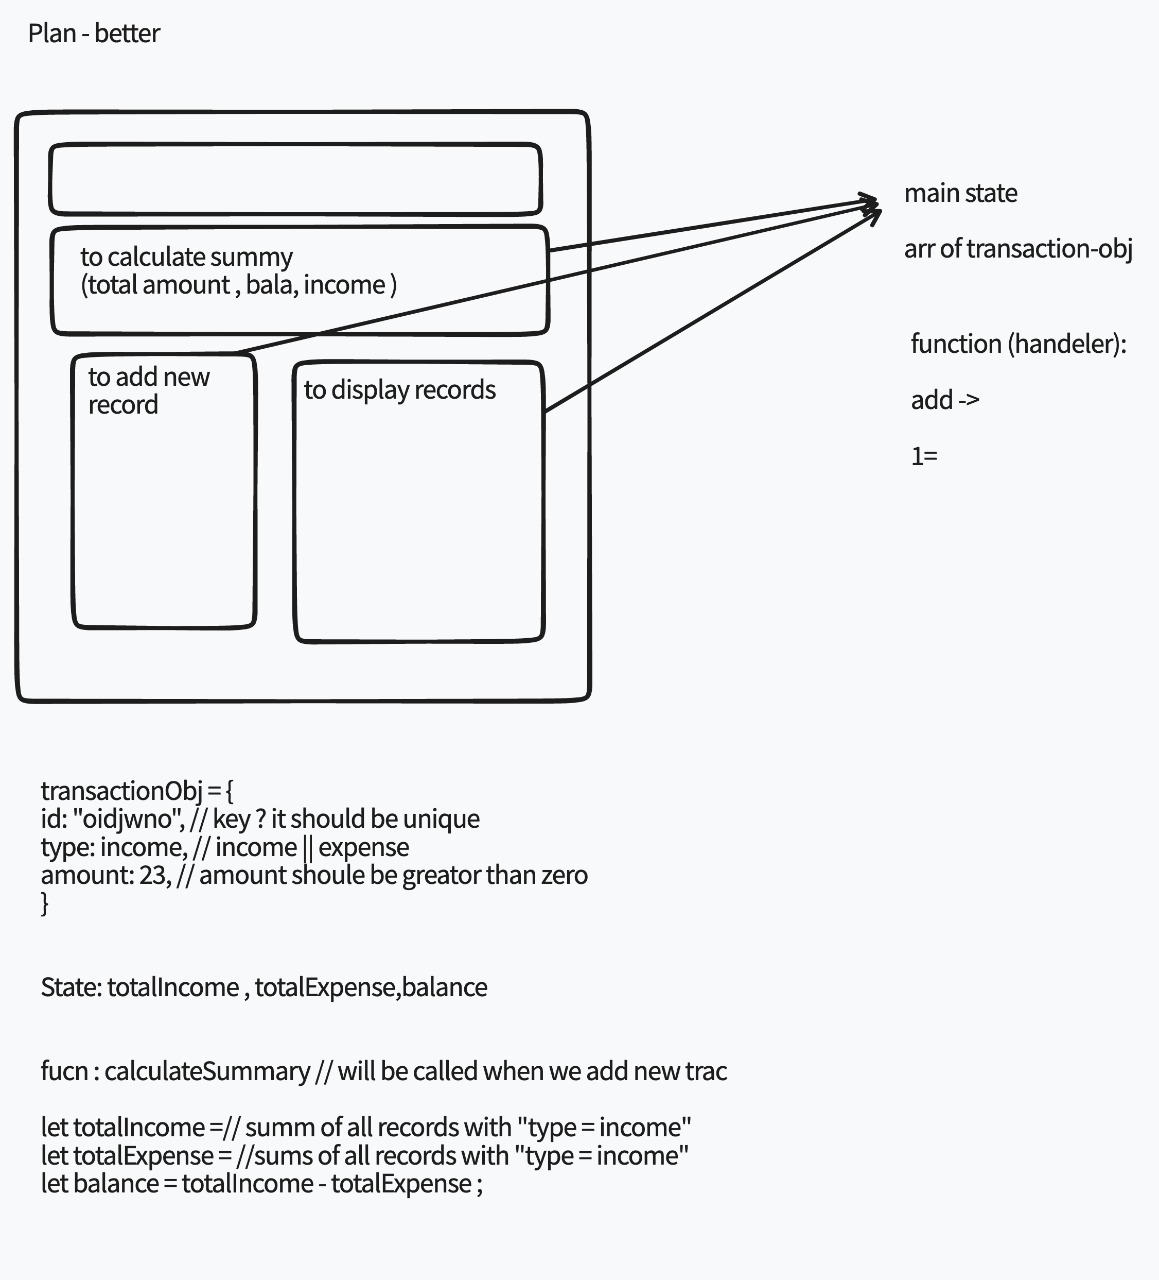 Plan - better
to calculate summy
(total amount , bala, income )
to add new
record
to display records
main state
arr of transaction-obj
function (handeler):
add ->
1=
transactionObj = {
id: "oidjwno", // key ? it should be unique
type: income, // income || expense
amount: 23, // amount shoule be greator than zero
}
State: totalIncome , totalExpense,balance
fucn : calculateSummary // will be called when we add new trac
let totalIncome =// summ of all records with "type = income"
let totalExpense = //sums of all records with "type = income"
let balance = totalIncome - totalExpense ;